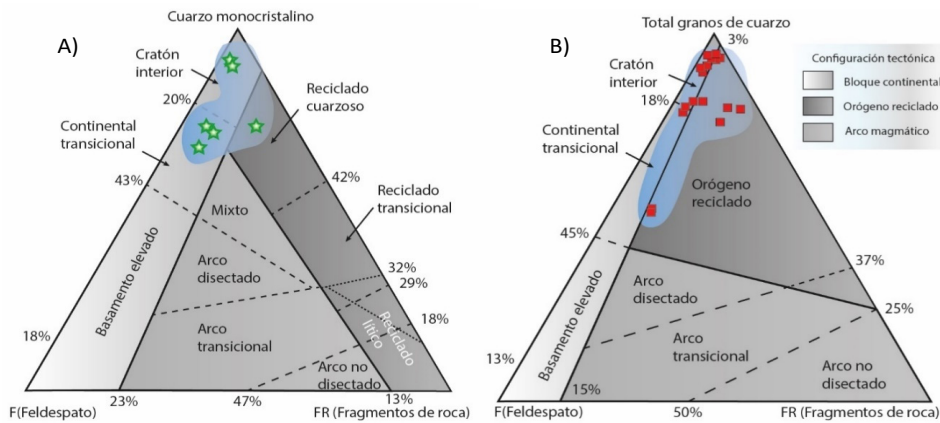 A)
Cuarzo monocristalino
Cratón
interior
20%
Continental
transicional
43%
Reciclado
cuarzoso
42%
Reciclado
transicional
Mixto
Arco
disectado
32%
29%
18%
Basamento elevado
18%
Arco
transicional
Reciclado
lítico
Arco no
disectado
F(Feldespato)
23%
47%
13%
FR (Fragmentos de roca)
B)
Total granos de cuarzo
3%
Cratón
interior
18%
Continental
transicional
Orógeno
reciclado
45%
37%
Arco
disectado
25%
Basamento elevado
Arco
transicional
13%
15%
Arco no
disectado
F(Feldespato)
50%
FR (Fragmentos de roca)
Configuración tectónica
Bloque continental
Orógeno reciclado
Arco magmático